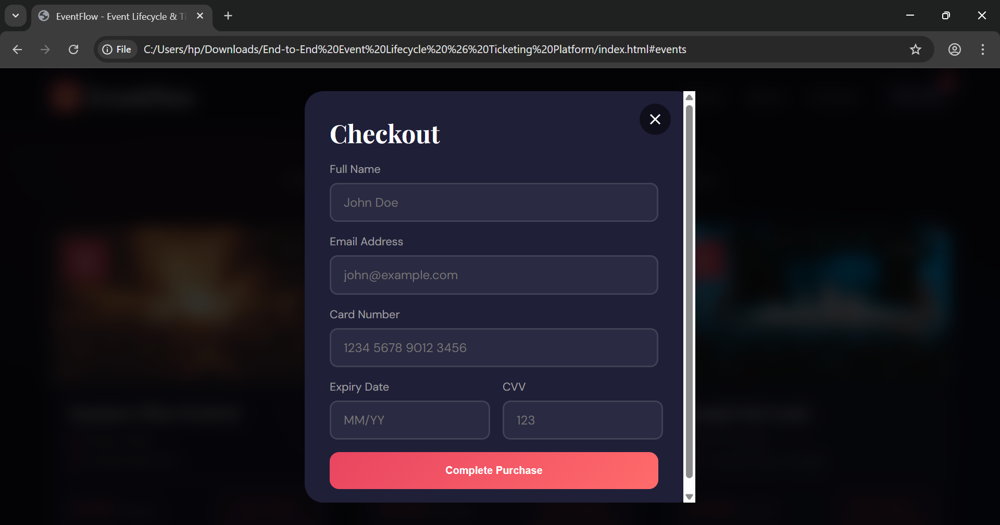 EventFlow - Event Lifecycle & Ti
File
C:/Users/hp/Downloads/End-to-End%20Event%20Lifecycle%20%26%20Ticketing%20Platform/index.html#events
Checkout
Full Name
John Doe
Email Address
john@example.com
Card Number
1234 5678 9012 3456
Expiry Date CVV
MM/YY 123
Complete Purchase